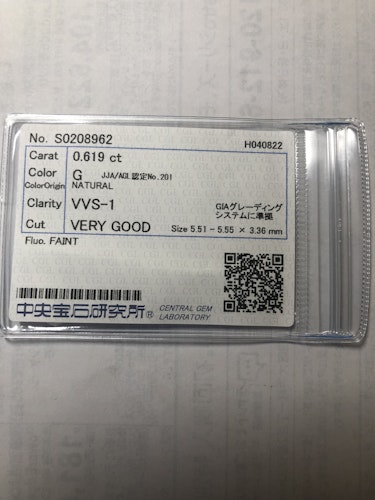 No. S0208962 H040822
Carat 0.619 ct
Color G JJA/AGL 認定No.201
ColorOrigin NATURAL
Clarity VVS-1 GIAグレーディング
システムに準拠
Cut VERY GOOD Size 5.51 - 5.55 × 3.36 mm
Fluo. FAINT
中央宝石研究所® CENTRAL GEM
LABORATORY